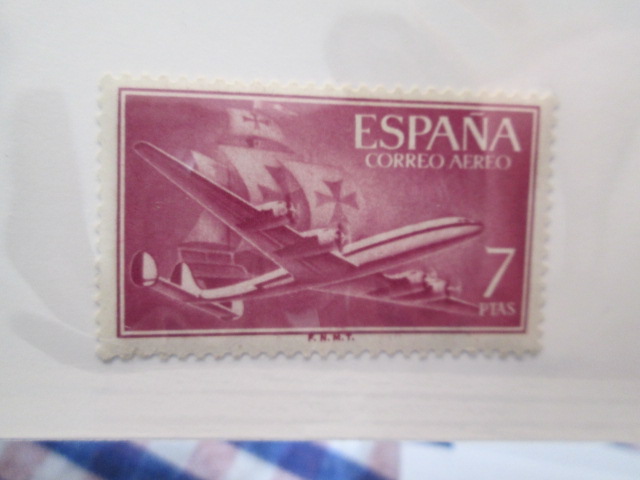 ESPAÑA
CORREO AEREO
7
PTAS
F.N.M.T.